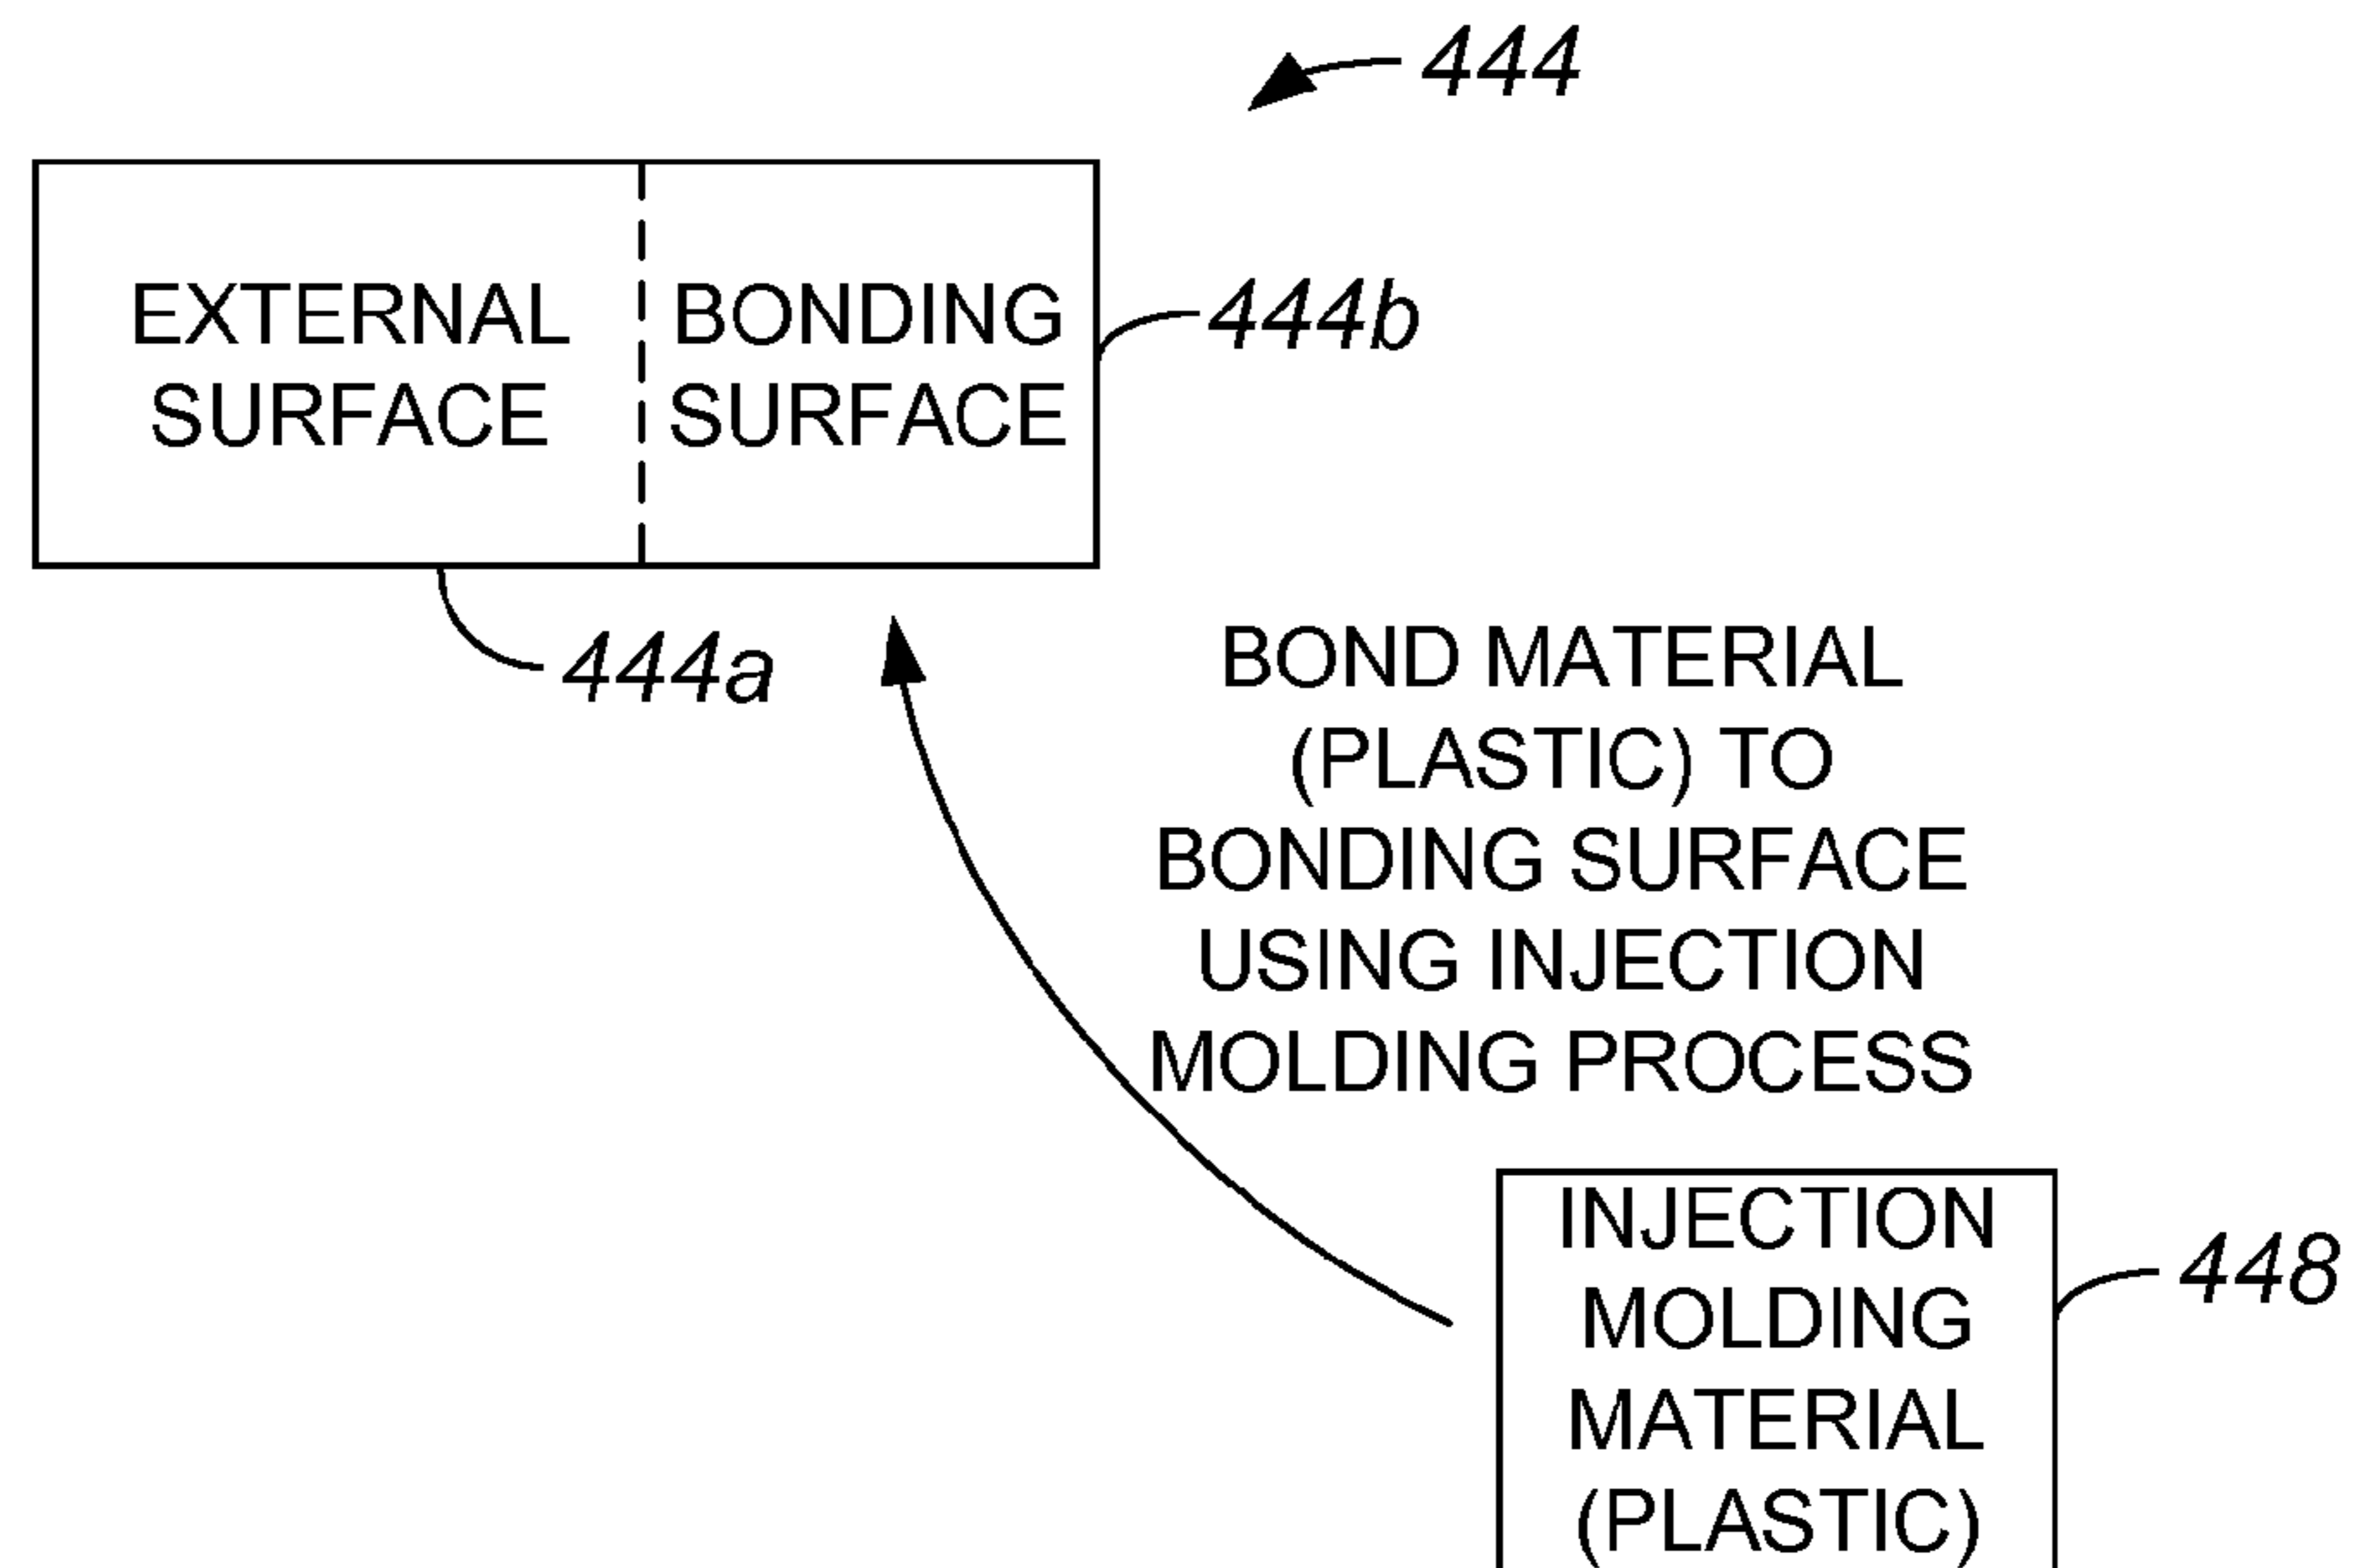 444
EXTERNAL
SURFACE
BONDING
SURFACE
444b
444a
BOND MATERIAL
(PLASTIC) TO
BONDING SURFACE
USING INJECTION
MOLDING PROCESS
INJECTION
MOLDING
MATERIAL
(PLASTIC)
448